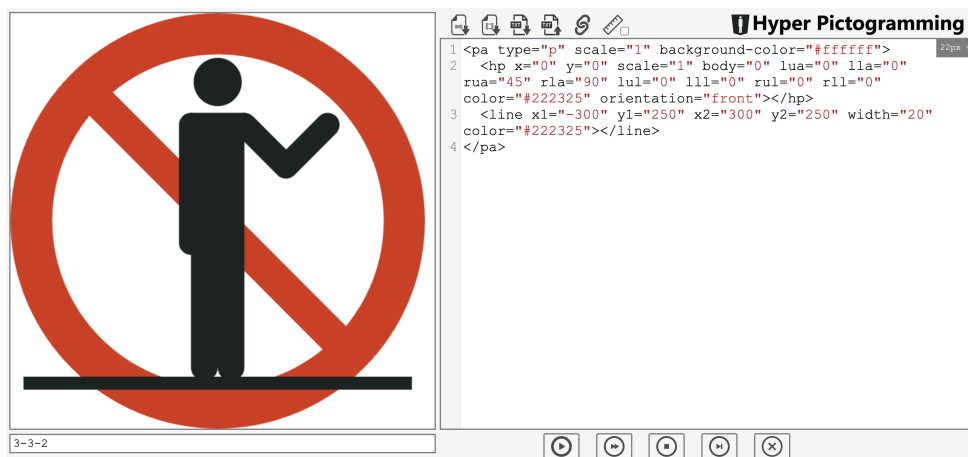 Hyper Pictogramming
1 <pa type="p" scale="1" background-color="#ffffff">
22px
2 <hp x="0" y="0" scale="1" body="0" lua="0" lla="0"
rua="45" rla="90" lul="0" lll="0" rul="0" rll="0"
color="#222325" orientation="front"></hp>
3 <line x1="-300" y1="250" x2="300" y2="250" width="20"
color="#222325"></line>
4 </pa>
3-3-2